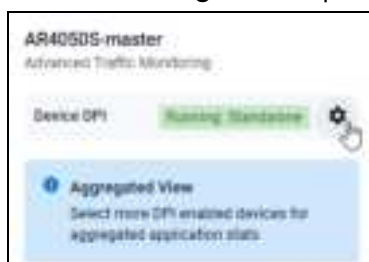 AR4050S-master
Advanced Traffic Monitoring
Device DPI Running Standalone
Aggregated View
Select more DPI enabled devices for
aggregated application stats